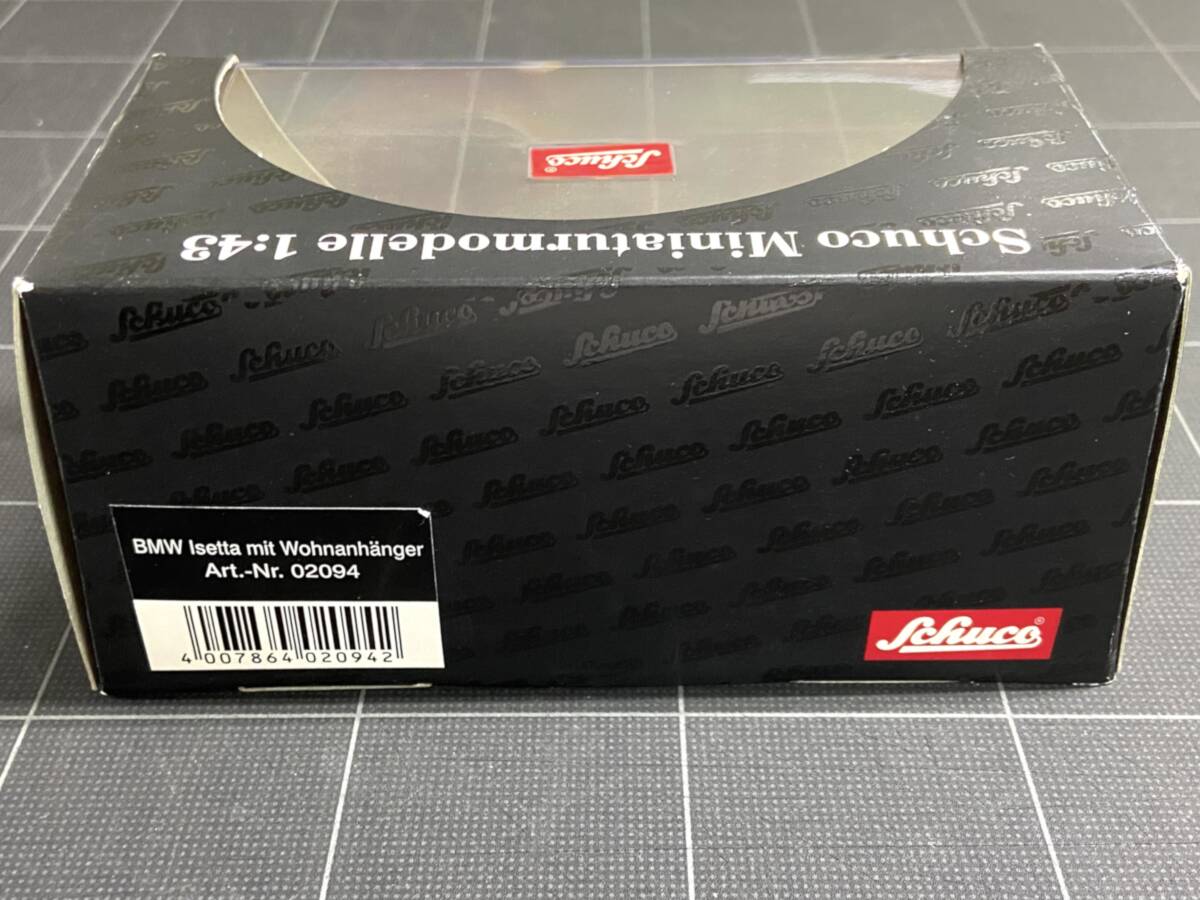 Schuco
Schuco Miniaturmodelle 1:43
BMW Isetta mit Wohnanhänger
Art.-Nr. 02094
4 007864 020942
Schuco